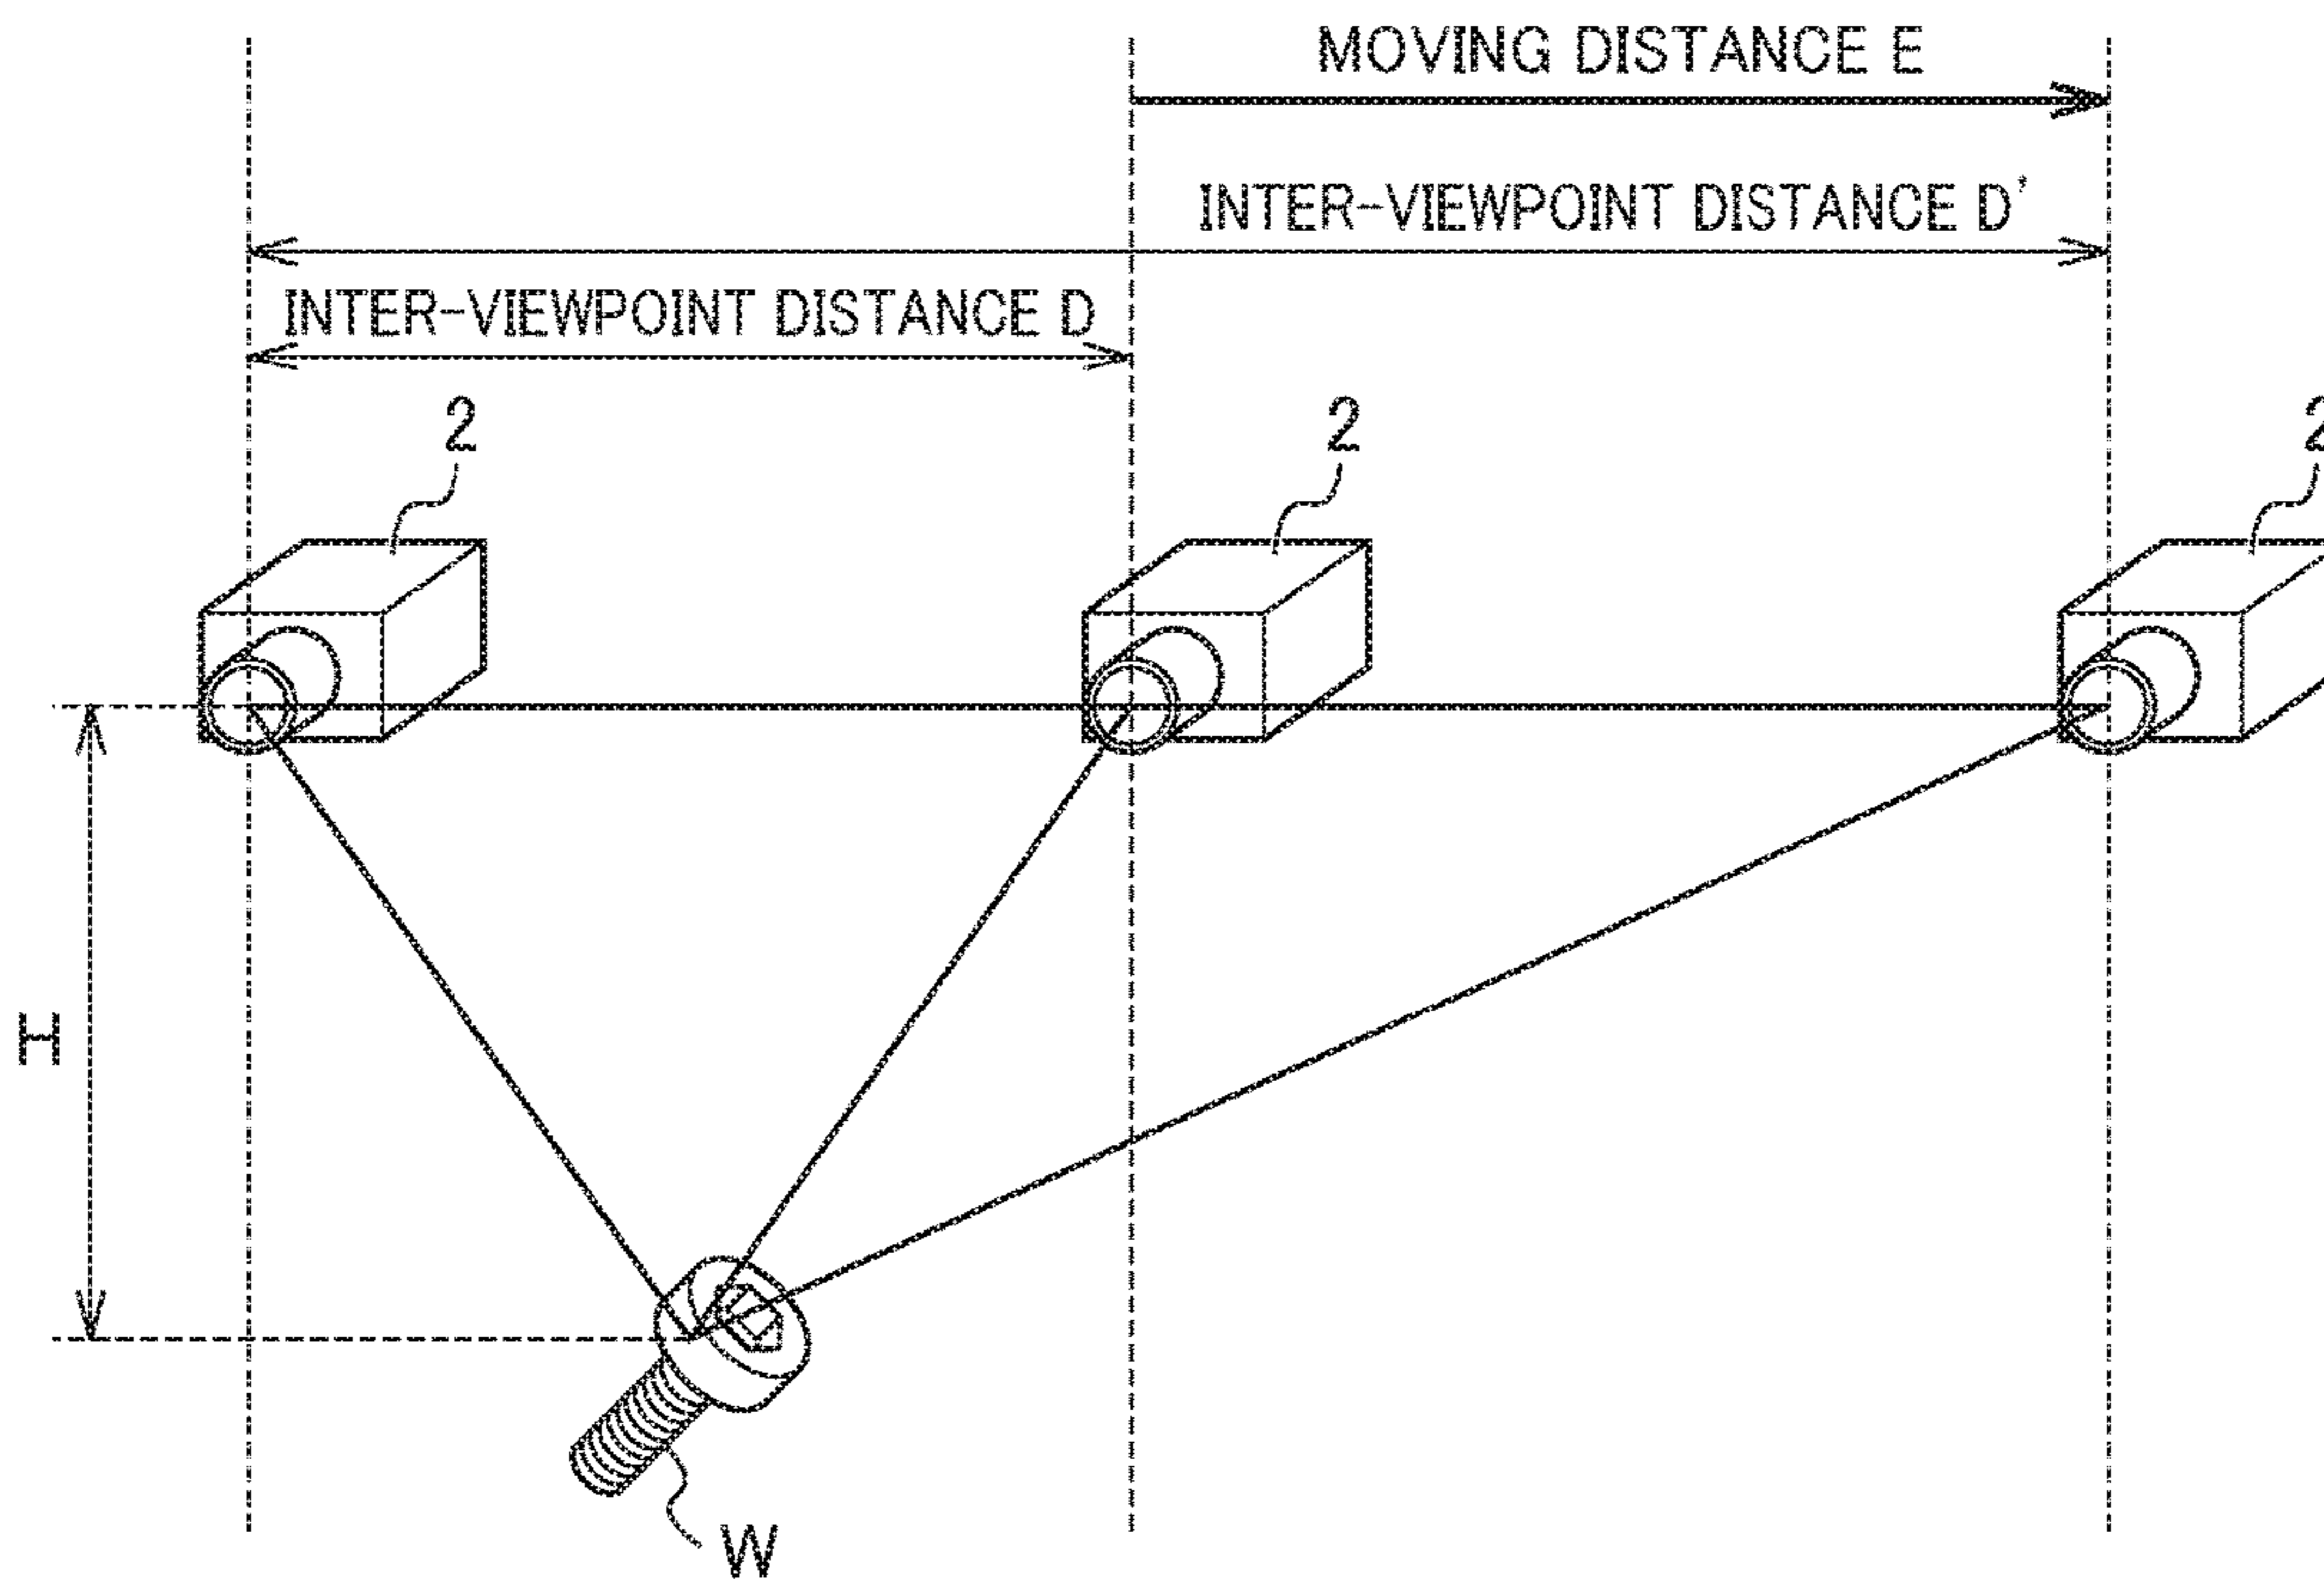 MOVING DISTANCE E
INTER-VIEWPOINT DISTANCE D'
INTER-VIEWPOINT DISTANCE D
2
2
2
H
W